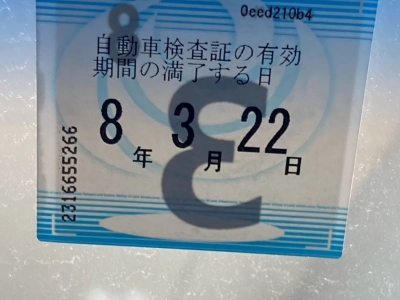 0eed210b4
自動車検査証の有効
期間の満了する日
8年3月22日
2316655266